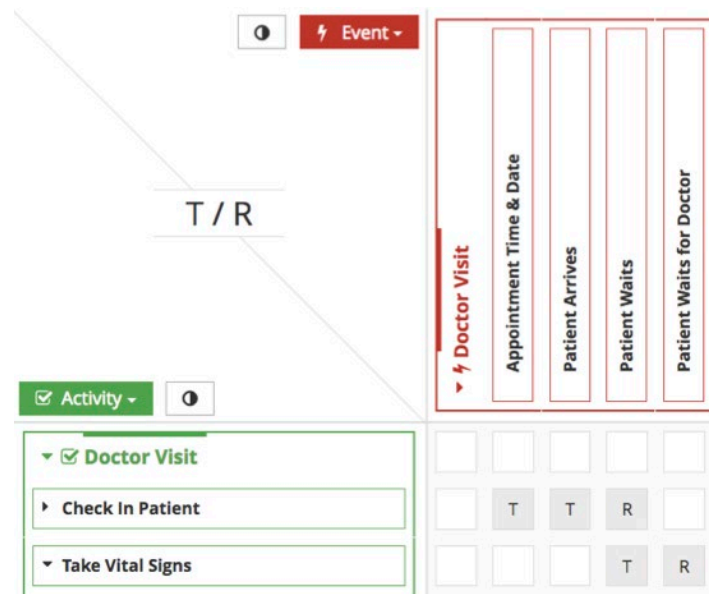 Event
T / R
Doctor Visit
Appointment Time & Date
Patient Arrives
Patient Waits
Patient Waits for Doctor
Activity
Doctor Visit
Check In Patient
T T R
Take Vital Signs
T R